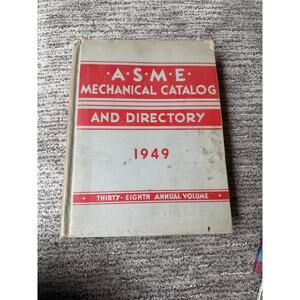 ·A·S·M·E·
MECHANICAL CATALOG
AND DIRECTORY
1949
· THIRTY-EIGHTH ANNUAL VOLUME ·